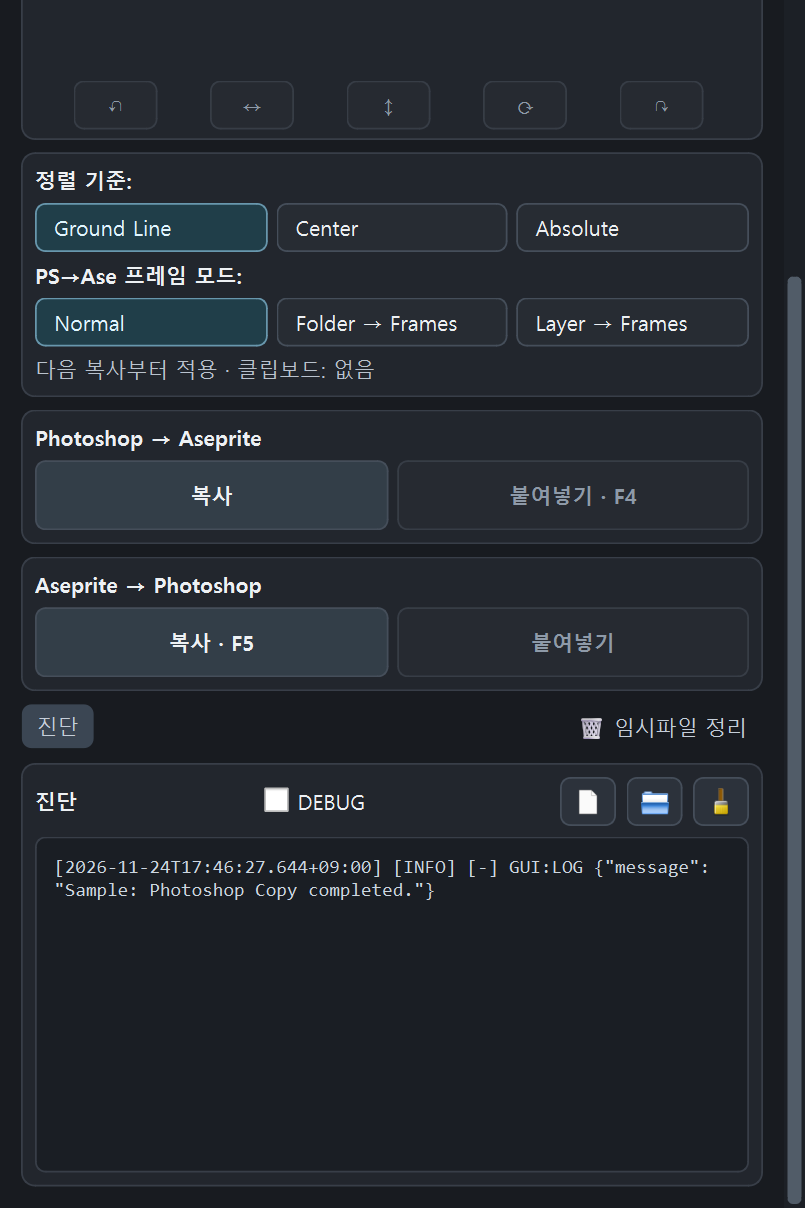 정렬 기준:
Ground Line
Center
Absolute
PS→Ase 프레임 모드:
Normal
Folder → Frames
Layer → Frames
다음 복사부터 적용 · 클립보드: 없음
Photoshop → Aseprite
복사
붙여넣기 · F4
Aseprite → Photoshop
복사 · F5
붙여넣기
진단
🗑 임시파일 정리
진단
DEBUG
[2026-11-24T17:46:27.644+09:00] [INFO] [-] GUI:LOG {"message":
"Sample: Photoshop Copy completed."}